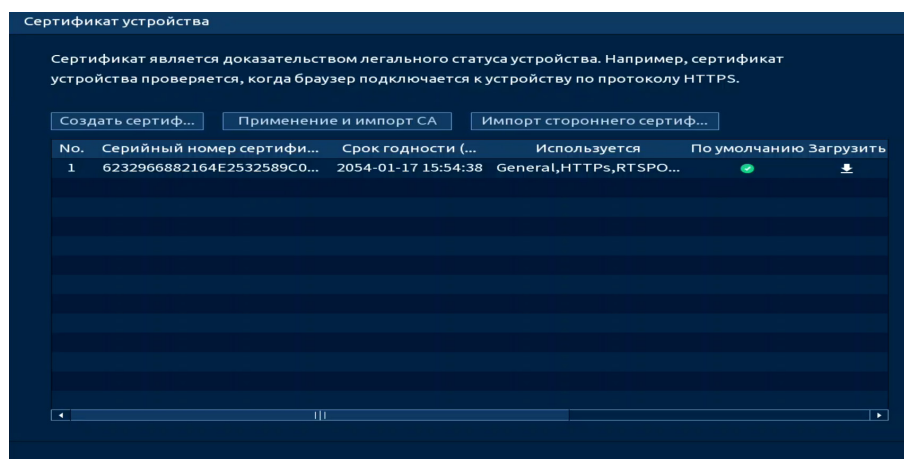 Сертификат устройства
Сертификат является доказательством легального статуса устройства. Например, сертификат
устройства проверяется, когда браузер подключается к устройству по протоколу HTTPS.
Создать сертиф... Применение и импорт CA Импорт стороннего сертиф...
No. Серийный номер сертифи... Срок годности (... Используется По умолчанию Загрузить
1 6232966882164E2532589C0... 2054-01-17 15:54:38 General,HTTPs,RTSPO...